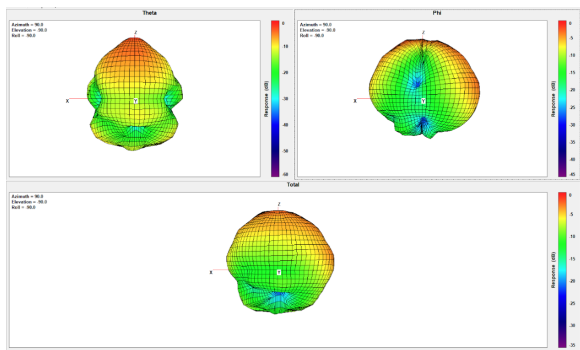 Theta
Azimuth = 90.0
Elevation = -90.0
Roll = -90.0
Z
X
Y
0
-10
-20
-30
-40
-50
-60
Response (dB)
Phi
Azimuth = 90.0
Elevation = -90.0
Roll = -90.0
Z
X
Y
0
-5
-10
-15
-20
-25
-30
-35
-40
-45
Response (dB)
Total
Azimuth = 90.0
Elevation = -90.0
Roll = -90.0
Z
X
Y
0
-5
-10
-15
-20
-25
-30
-35
Response (dB)